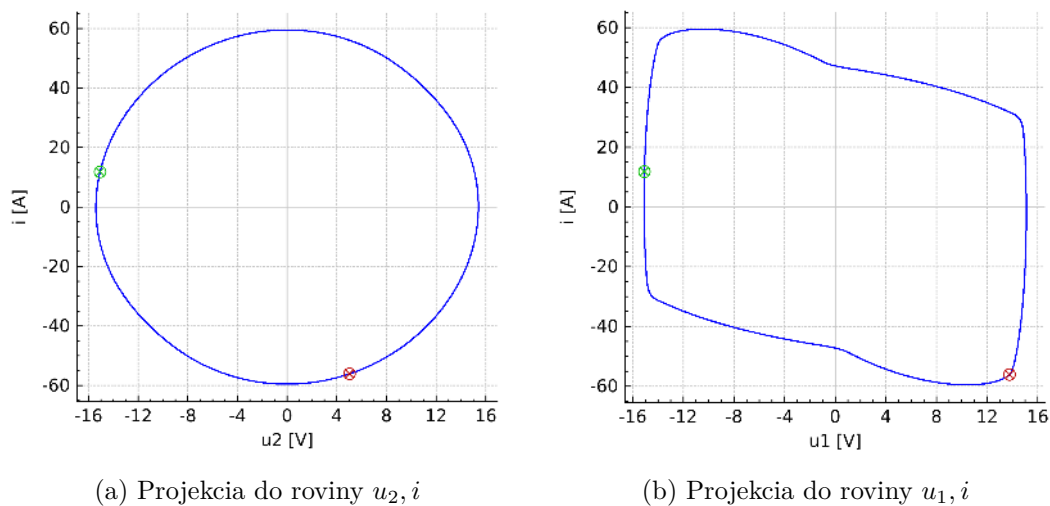 60
40
20
0
-20
-40
-60
i [A]
-16 -12 -8 -4 0 4 8 12 16
u2 [V]
60
40
20
0
-20
-40
-60
i [A]
-16 -12 -8 -4 0 4 8 12 16
u1 [V]
(a) Projekcia do roviny u₂, i
(b) Projekcia do roviny u₁, i